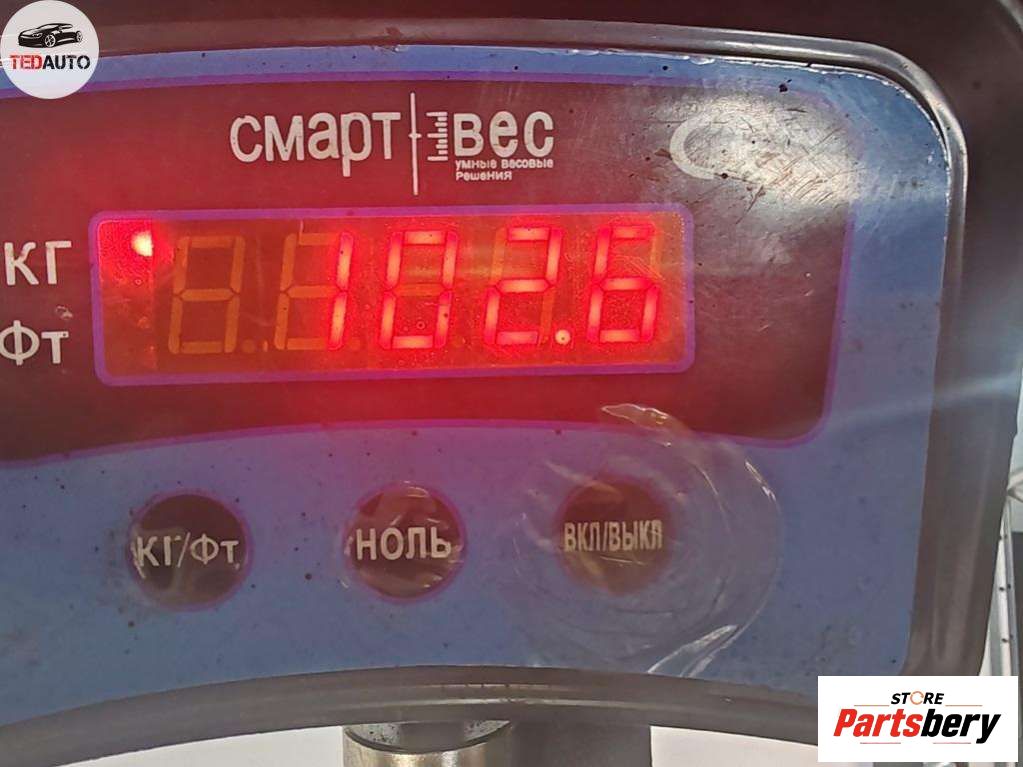 TEDAUTO
смарт вес
умные весовые
решения
КГ
102.6
Фт
КГ/Фт
НОЛЬ
ВКЛ/ВЫКЛ
STORE
Partsbery